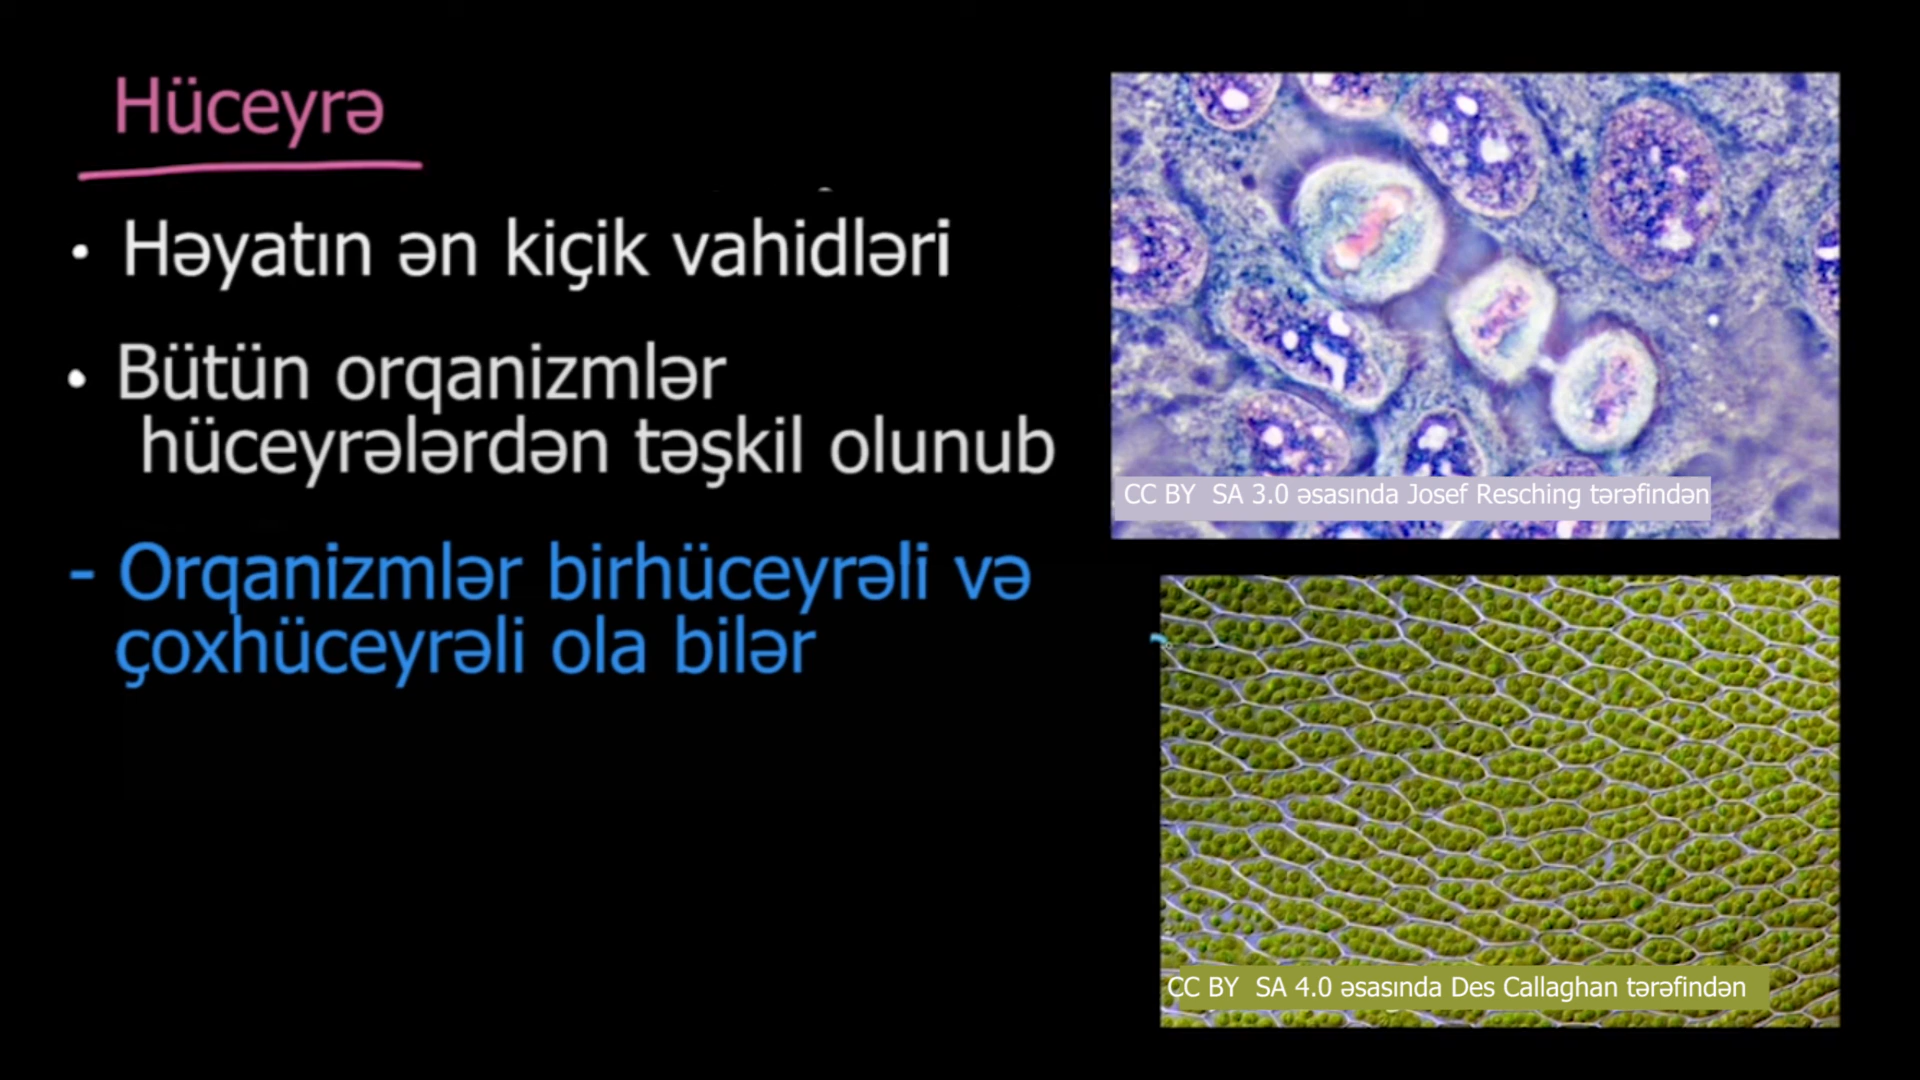 Hüceyrə
• Həyatın ən kiçik vahidləri
• Bütün orqanizmlər
hüceyrələrdən təşkil olunub
- Orqanizmlər birhüceyrəli və
çoxhüceyrəli ola bilər
CC BY SA 3.0 əsasında Josef Resching tərəfindən
CC BY SA 4.0 əsasında Des Callaghan tərəfindən